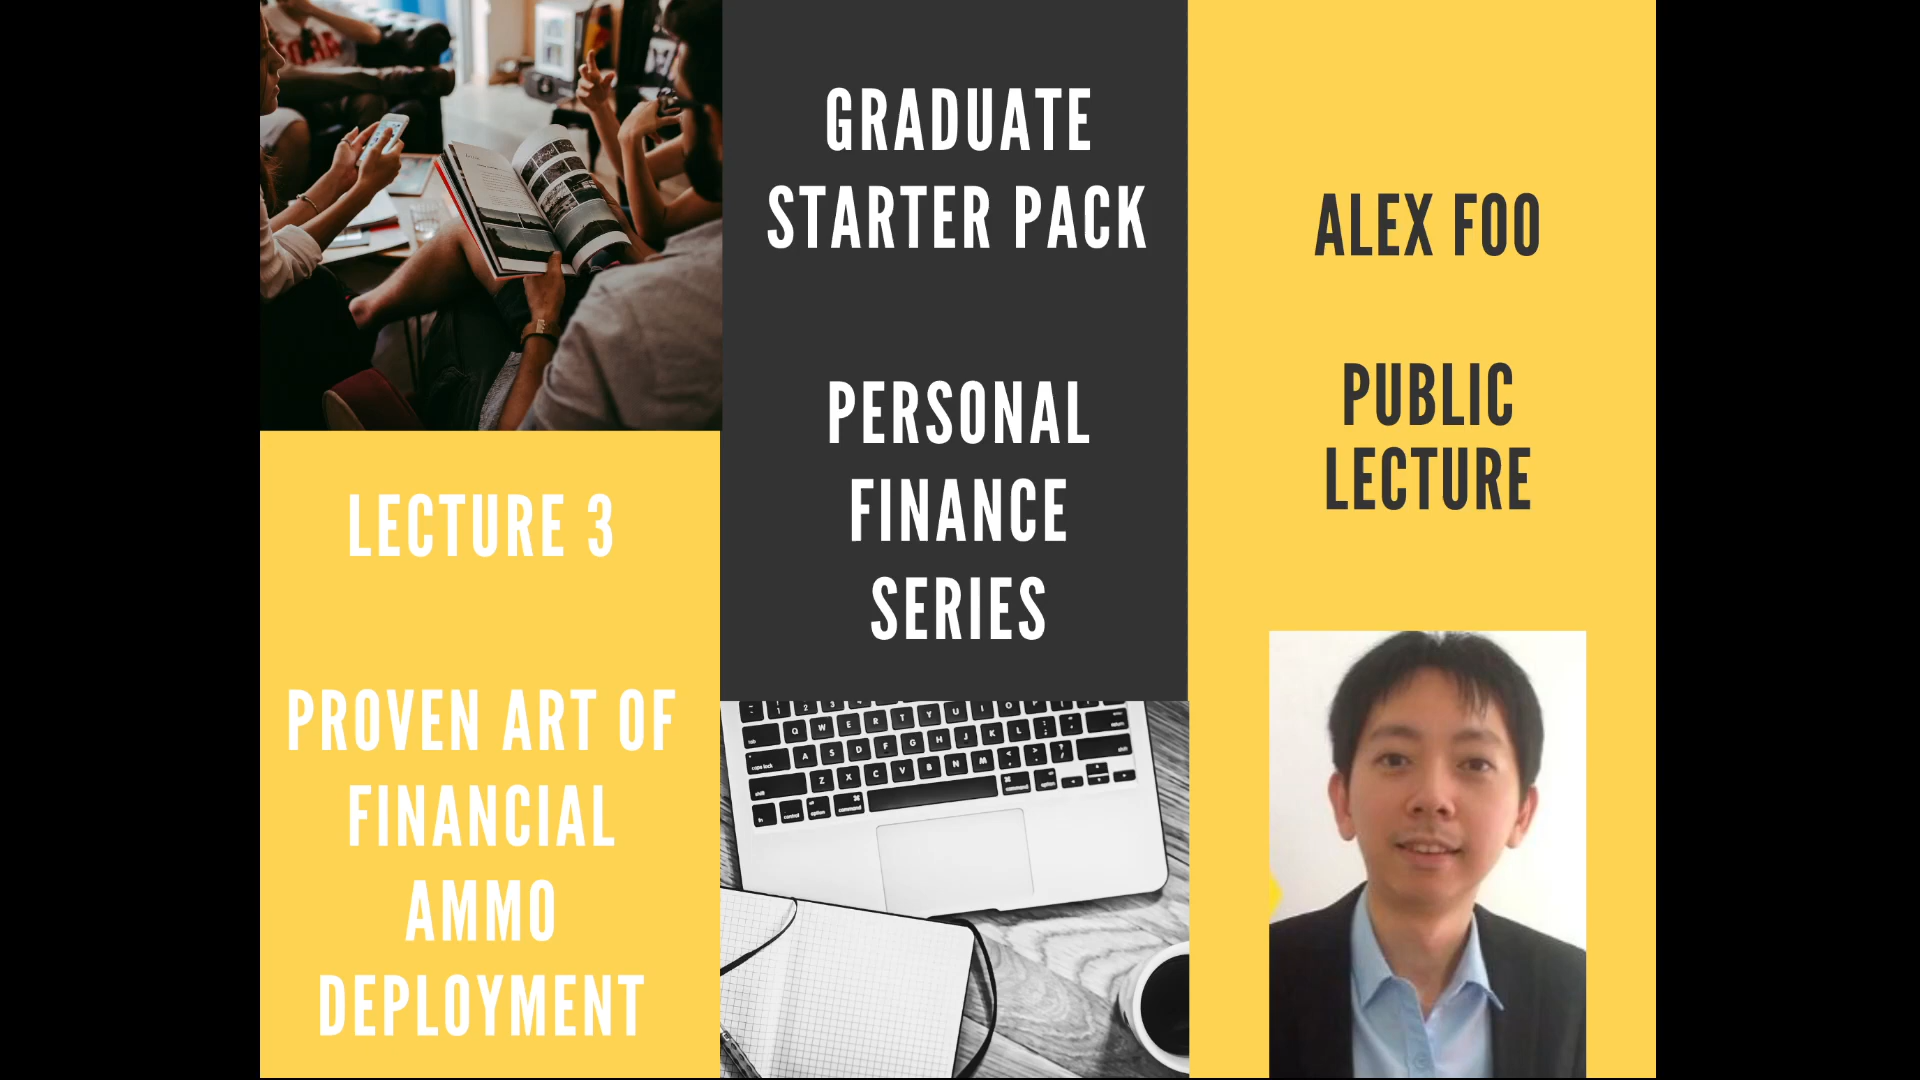 LECTURE 3
PROVEN ART OF
FINANCIAL
AMMO
DEPLOYMENT
GRADUATE
STARTER PACK
PERSONAL
FINANCE
SERIES
ALEX FOO
PUBLIC
LECTURE